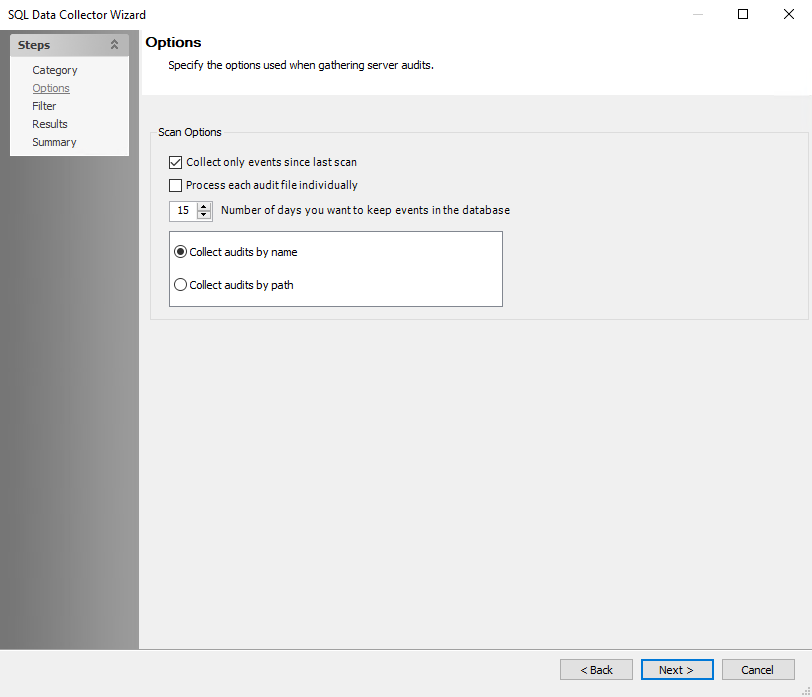 SQL Data Collector Wizard
Steps
Category
Options
Filter
Results
Summary
Options
Specify the options used when gathering server audits.
Scan Options
Collect only events since last scan
Process each audit file individually
15 Number of days you want to keep events in the database
Collect audits by name
Collect audits by path
< Back Next > Cancel